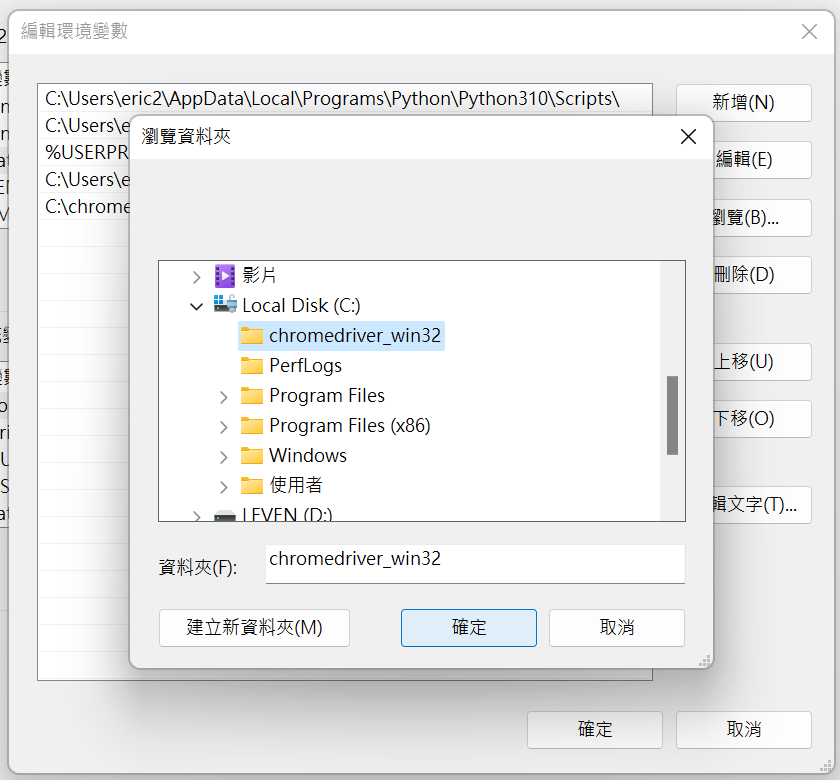 編輯環境變數
C:\Users\eric2\AppData\Local\Programs\Python\Python310\Scripts\
C:\Users\e
%USERPR
C:\Users\e
C:\chrome
新增(N)
編輯(E)
瀏覽(B)...
刪除(D)
上移(U)
下移(O)
輯文字(T)...
瀏覽資料夾
影片
Local Disk (C:)
chromedriver_win32
PerfLogs
Program Files
Program Files (x86)
Windows
使用者
LEVEN (D:)
資料夾(F):
chromedriver_win32
建立新資料夾(M)
確定
取消
確定
取消